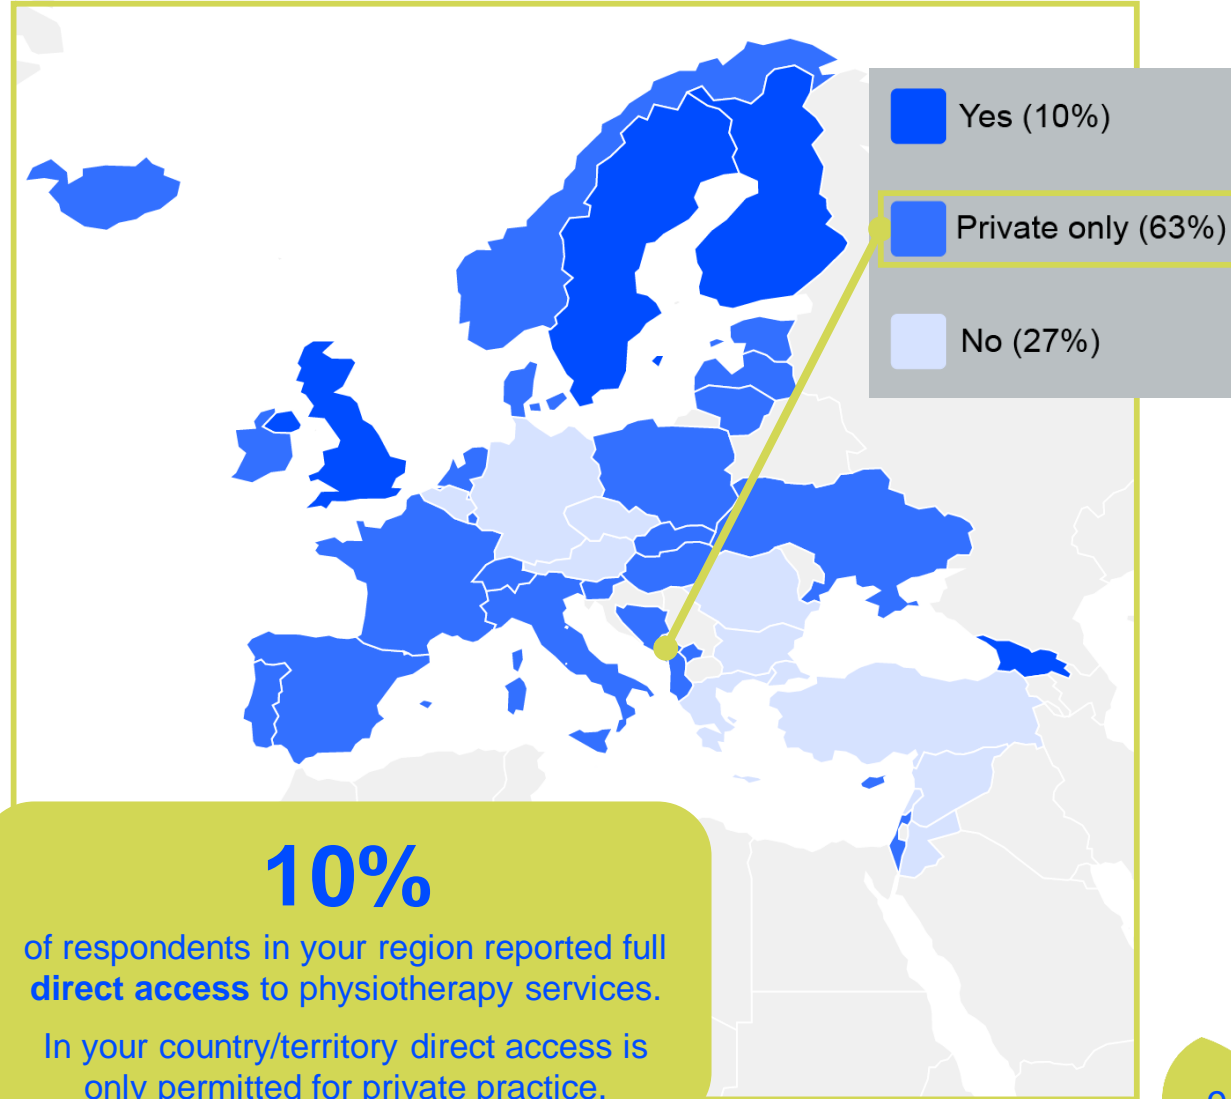 Yes (10%)
Private only (63%)
No (27%)
10%
of respondents in your region reported full
direct access to physiotherapy services.
In your country/territory direct access is
only permitted for private practice.